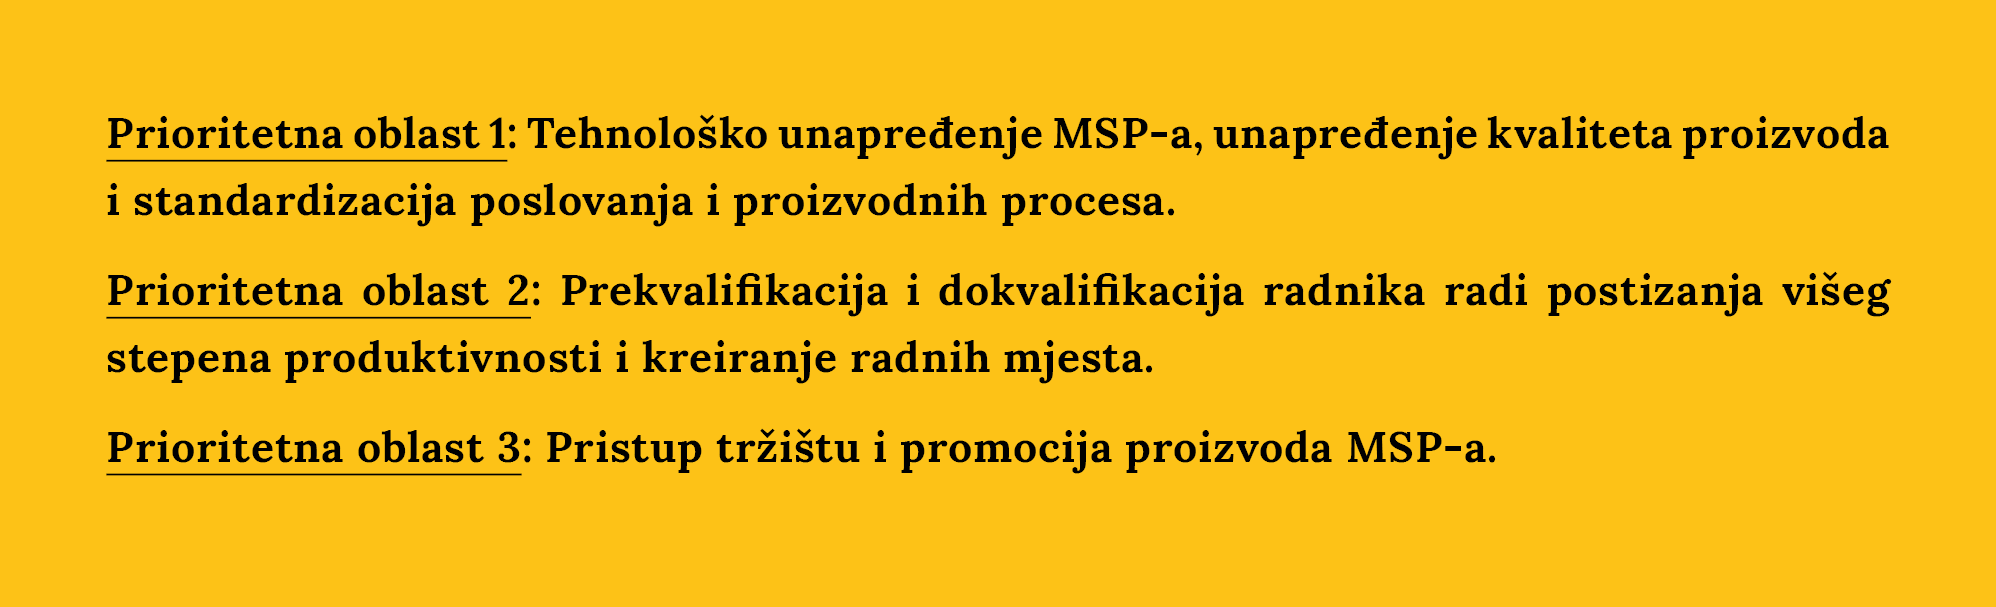 Prioritetna oblast 1: Tehnološko unapređenje MSP-a, unapređenje kvaliteta proizvoda
i standardizacija poslovanja i proizvodnih procesa.
Prioritetna oblast 2: Prekvalifikacija i dokvalifikacija radnika radi postizanja višeg
stepena produktivnosti i kreiranje radnih mjesta.
Prioritetna oblast 3: Pristup tržištu i promocija proizvoda MSP-a.